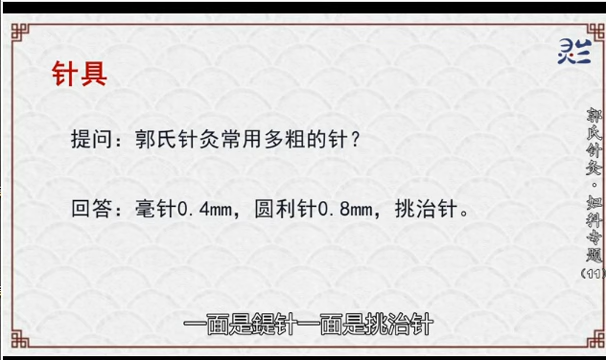 灵兰
针具
提问：郭氏针灸常用多粗的针？
回答：毫针0.4mm，圆利针0.8mm，挑治针。
郭氏针灸·妇科专题(11)
一面是鍉针一面是挑治针